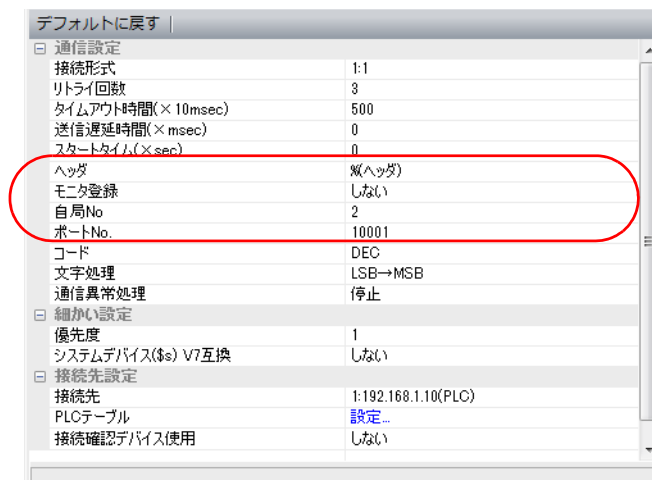 デフォルトに戻す
通信設定
接続形式 1:1
リトライ回数 3
タイムアウト時間(×10msec) 500
送信遅延時間(×msec) 0
スタートタイム(×sec) 0
ヘッダ %(ヘッダ)
モニタ登録 しない
自局No 2
ポートNo. 10001
コード DEC
文字処理 LSB→MSB
通信異常処理 停止
細かい設定
優先度 1
システムデバイス($s) V7互換 しない
接続先設定
接続先 1:192.168.1.10(PLC)
PLCテーブル 設定...
接続確認デバイス使用 しない